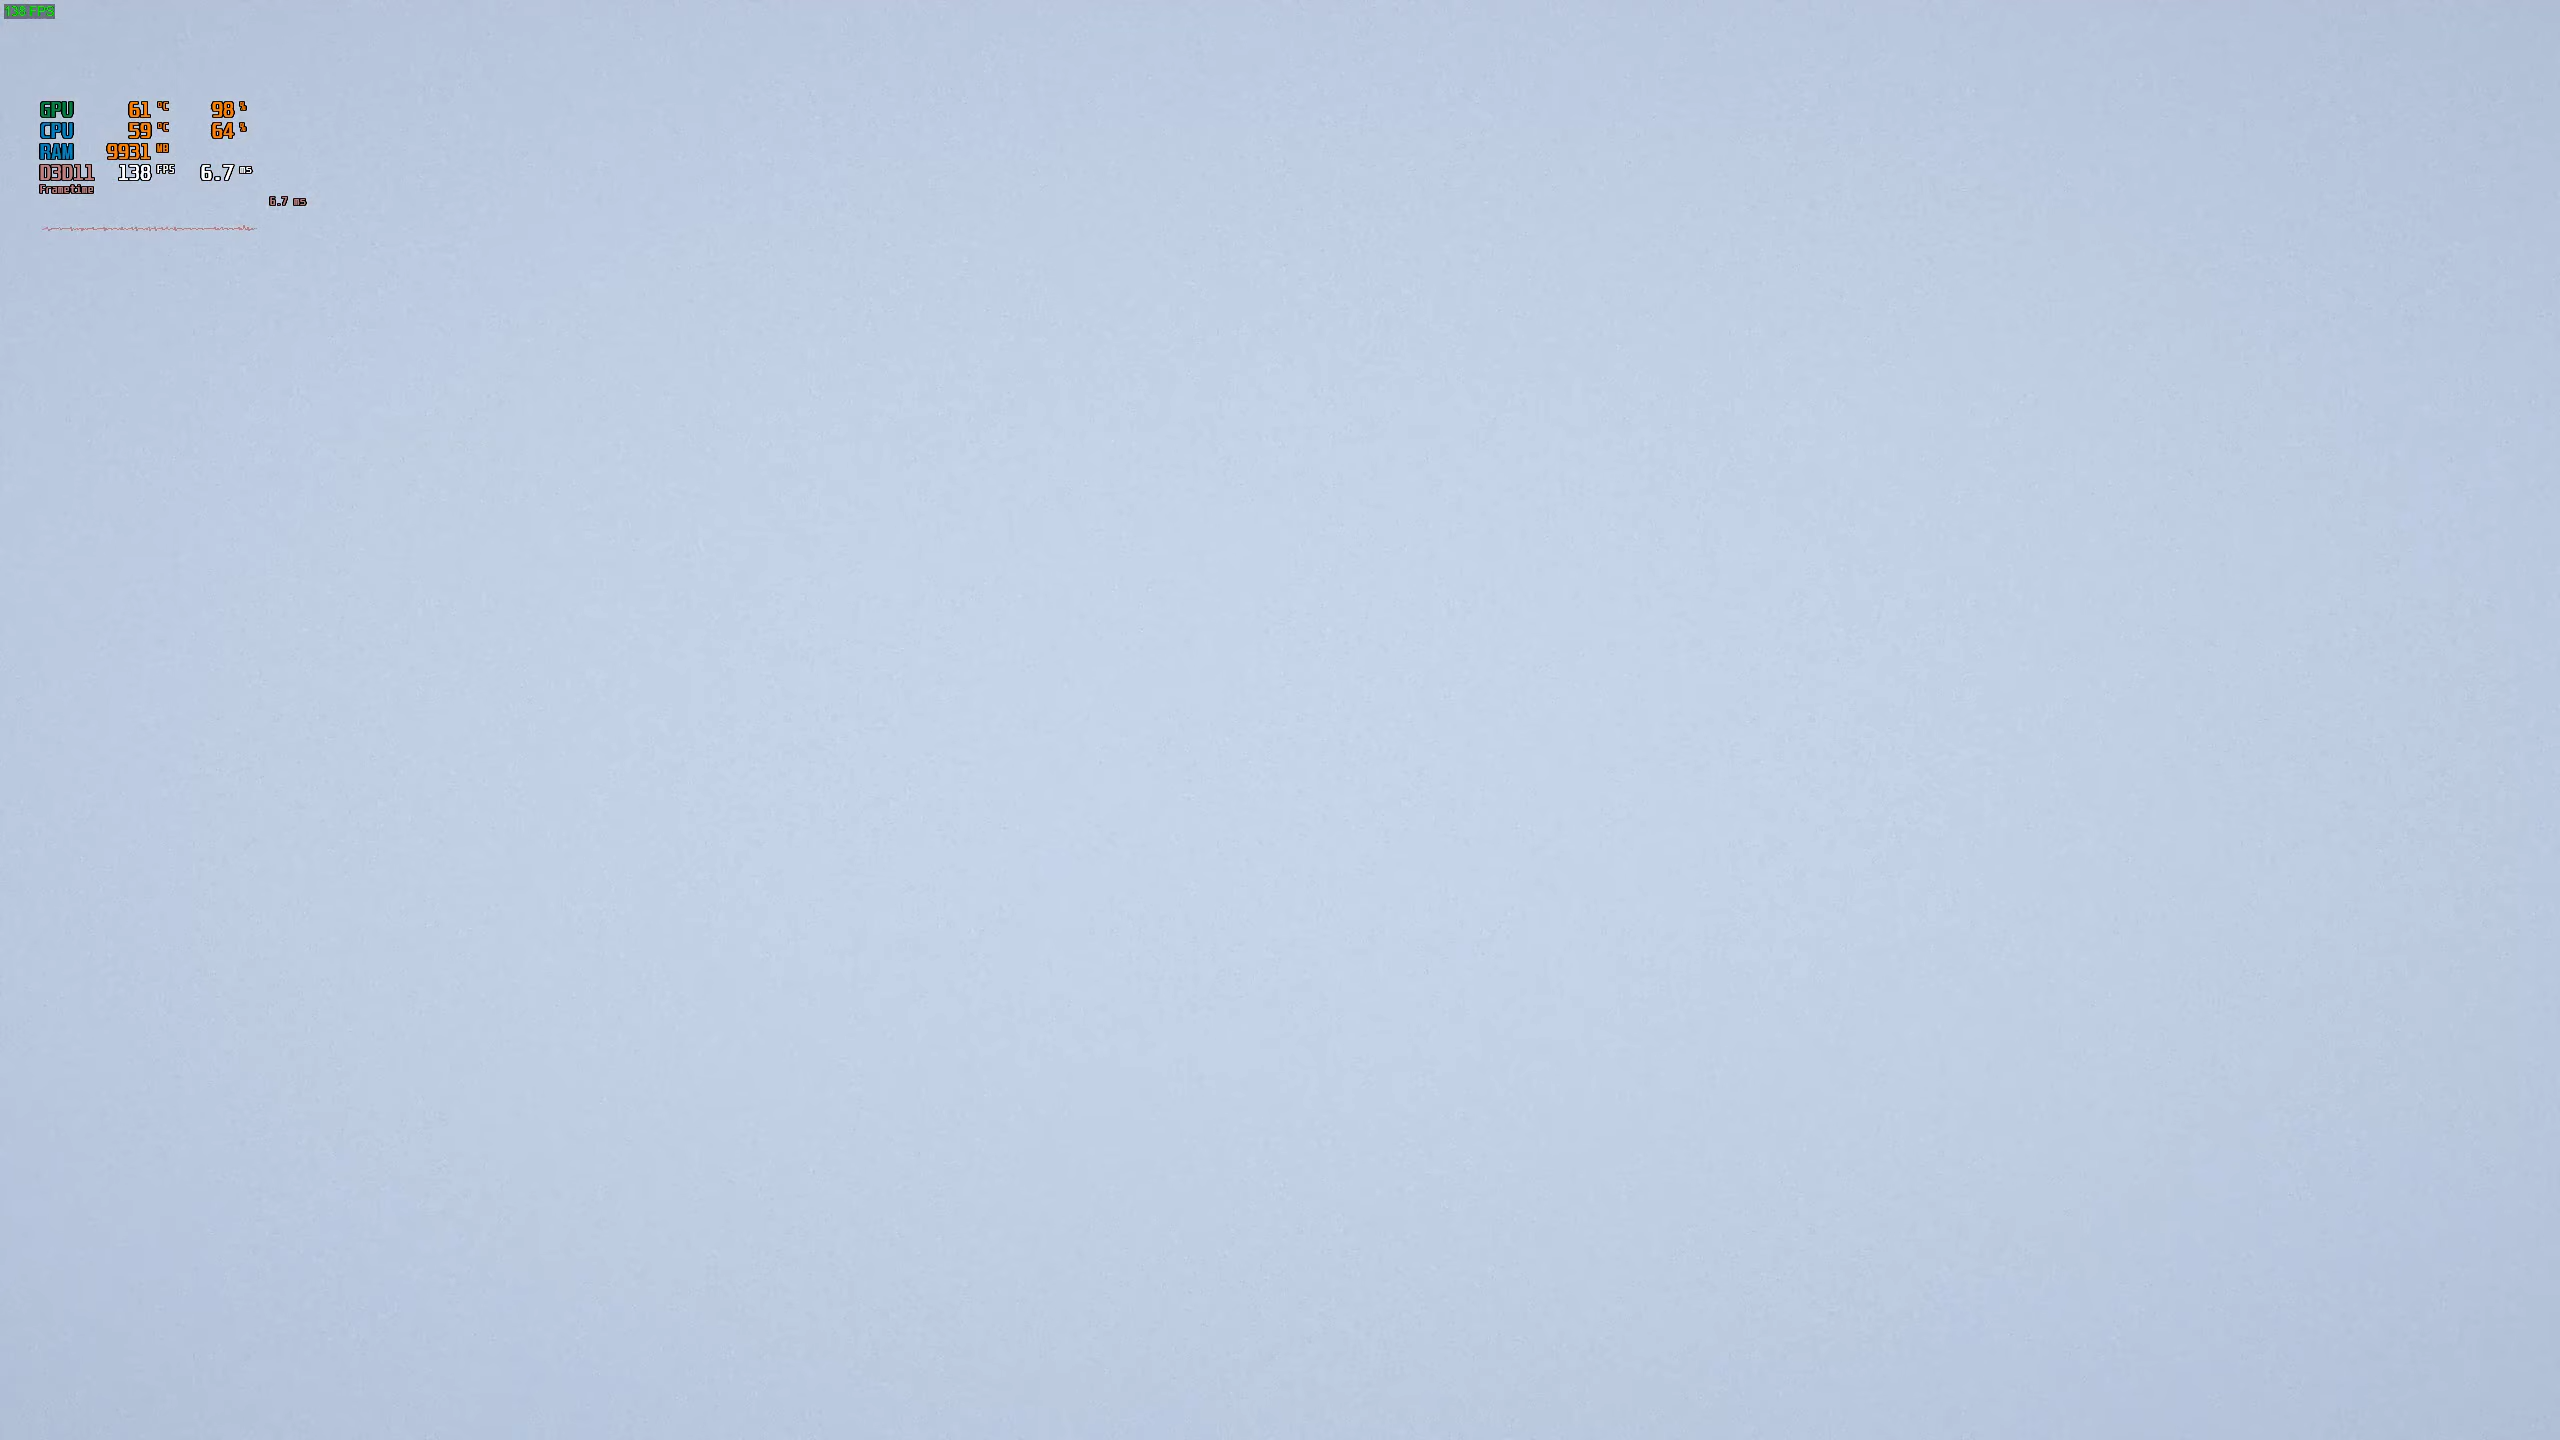 138 FPS
GPU 61 °C 98 %
CPU 59 °C 64 %
RAM 9931 MB
D3D11 138 FPS 6.7 ms
Frametime
6.7 ms